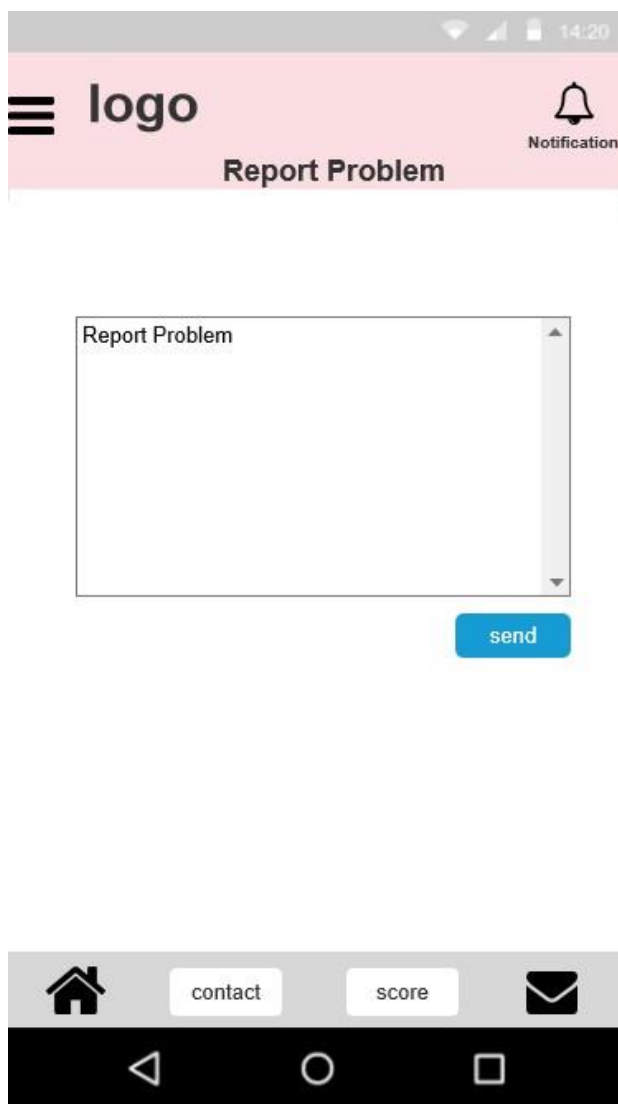 14:20
logo
Notification
Report Problem
Report Problem
send
contact
score